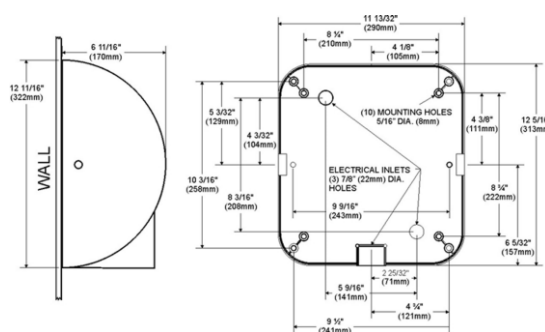 6 11/16"
(170mm)
12 11/16"
(322mm)
WALL
11 13/32"
(290mm)
8 ¼"
(210mm)
4 1/8"
(105mm)
5 3/32"
(129mm)
4 3/32"
(104mm)
(10) MOUNTING HOLES
5/16" DIA. (8mm)
4 3/8"
(111mm)
(313mm)
10 3/16"
(258mm)
8 3/16"
(208mm)
ELECTRICAL INLETS
(3) 7/8" (22mm) DIA.
HOLES
9 9/16"
(243mm)
(222mm)
6 5/32"
(157mm)
2 25/32"
(71mm)
5 9/16"
(141mm)
4 ¾"
(121mm)
9 ½"
(241mm)